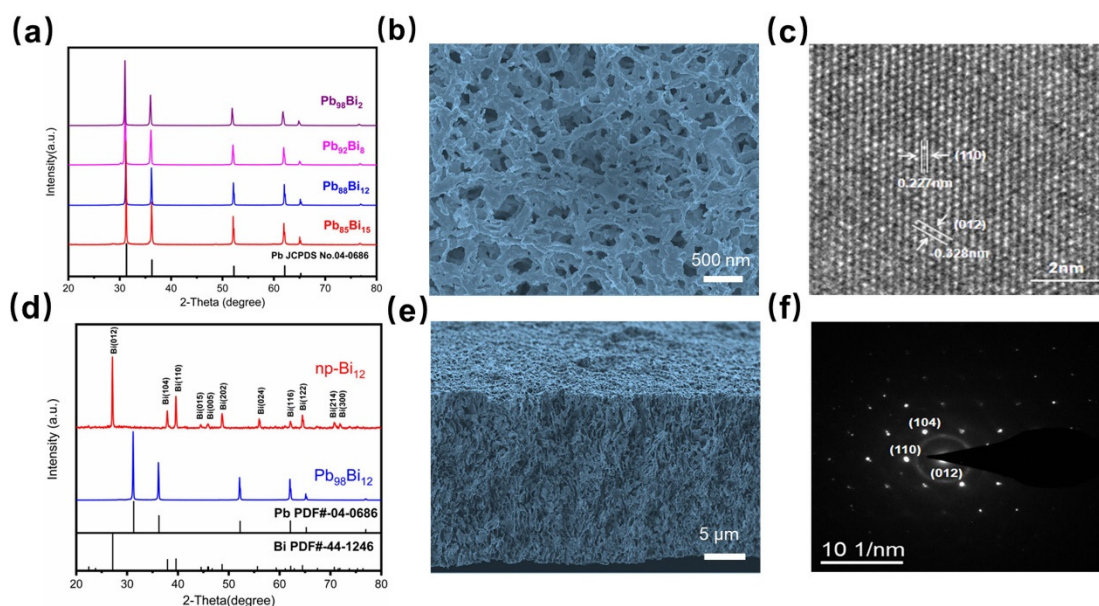 (a)
Pb98Bi2
Pb92Bi8
Pb88Bi12
Pb85Bi15
Pb JCPDS No.04-0686
Intensity(a.u.)
20 30 40 50 60 70 80
2-Theta (degree)
(b)
500 nm
(c)
(110)
0.227nm
(012)
0.328nm
2nm
(d)
Bi(012)
Bi(104)
Bi(110)
Bi(015)
Bi(005)
Bi(202)
Bi(024)
Bi(116)
Bi(122)
Bi(214)
Bi(300)
np-Bi12
Pb98Bi12
Pb PDF#-04-0686
Bi PDF#-44-1246
Intensity (a.u.)
20 30 40 50 60 70 80
2-Theta(degree)
(e)
5 μm
(f)
(104)
(110)
(012)
10 1/nm